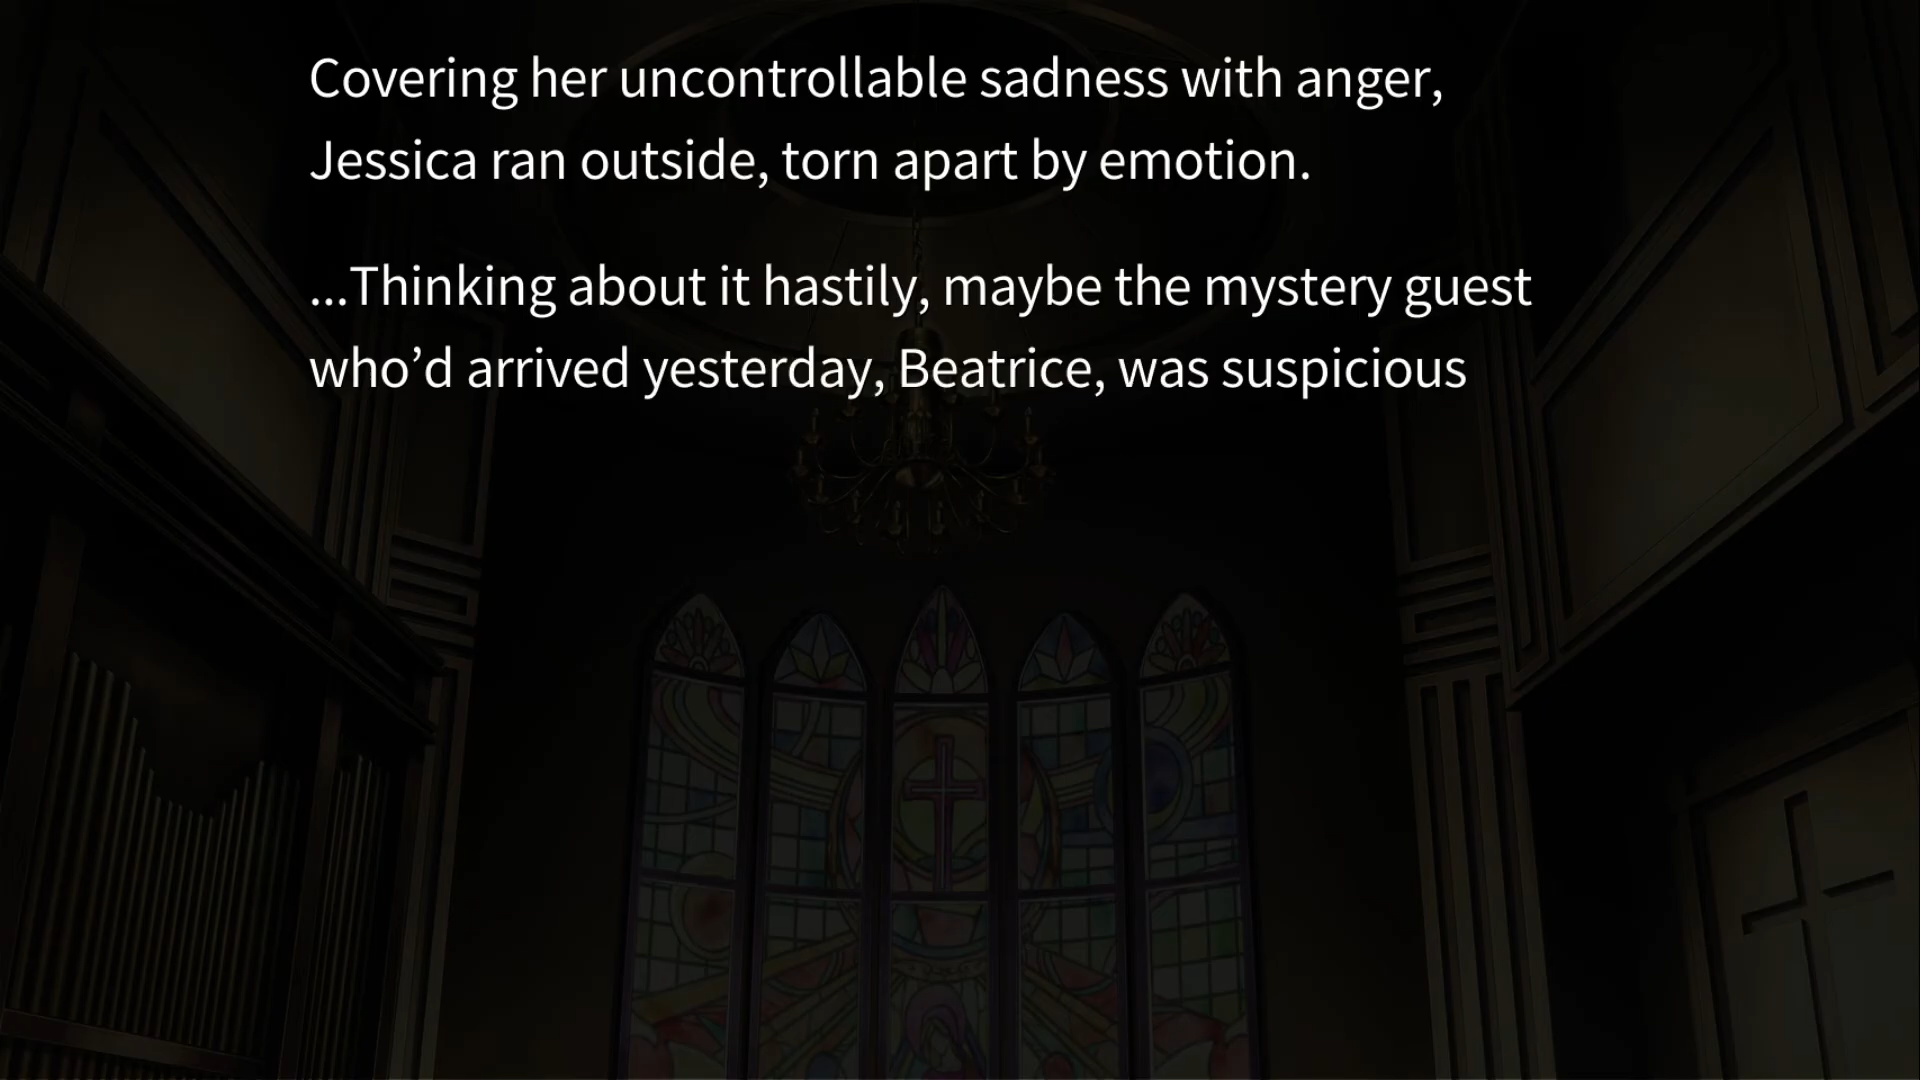 Covering her uncontrollable sadness with anger,
Jessica ran outside, torn apart by emotion.
...Thinking about it hastily, maybe the mystery guest
who’d arrived yesterday, Beatrice, was suspicious